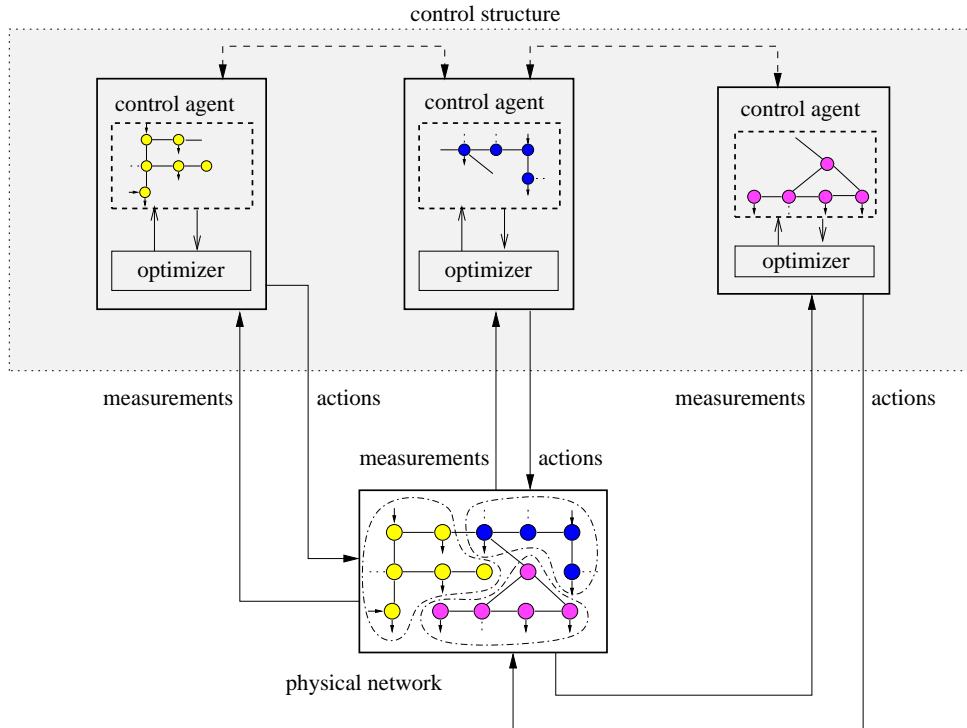 control structure
control agent
control agent
control agent
optimizer
optimizer
optimizer
measurements
actions
measurements
actions
measurements
actions
physical network